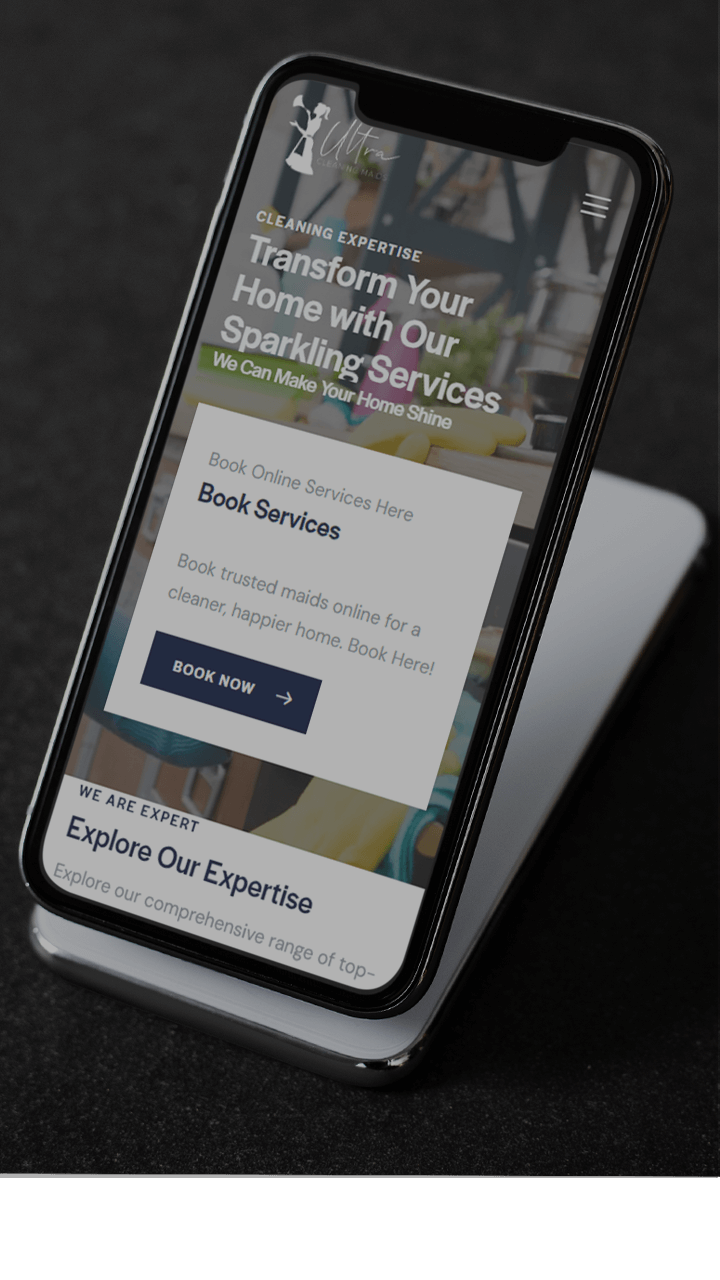 Ultra
CLEANING MAIDS
CLEANING EXPERTISE
Transform Your
Home with Our
Sparkling Services
We Can Make Your Home Shine
Book Online Services Here
Book Services
Book trusted maids online for a
cleaner, happier home. Book Here!
BOOK NOW
WE ARE EXPERT
Explore Our Expertise
Explore our comprehensive range of top-